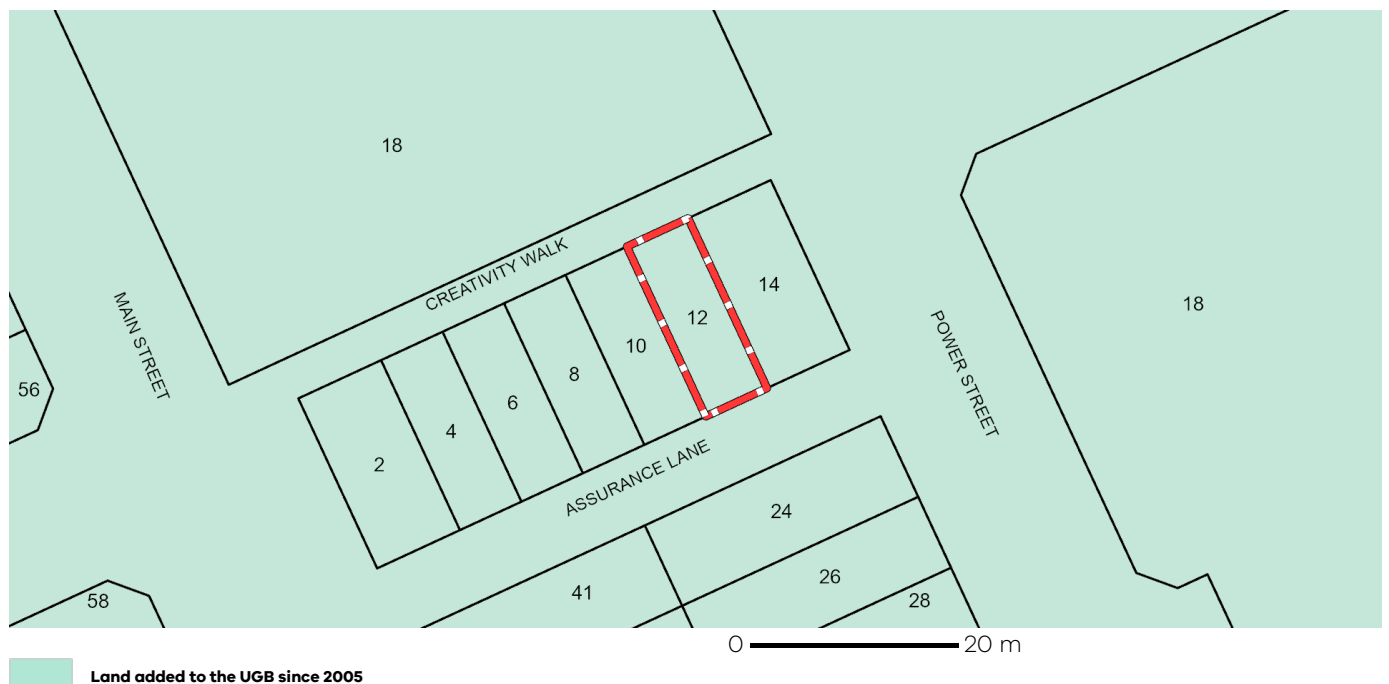 18
CREATIVITY WALK
MAIN STREET
14
12
18
10
POWER STREET
8
56
6
4
2
ASSURANCE LANE
24
26
41
28
58
0 20 m
Land added to the UGB since 2005